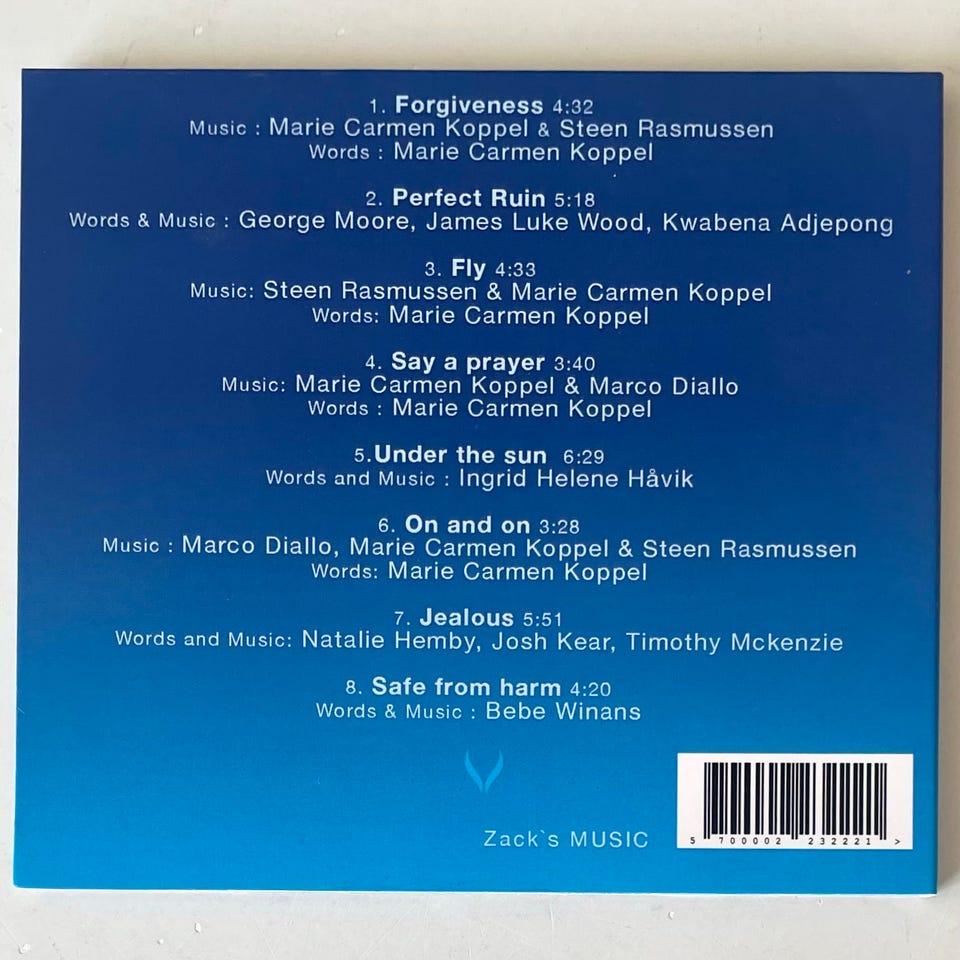 1. Forgiveness 4:32
Music : Marie Carmen Koppel & Steen Rasmussen
Words : Marie Carmen Koppel
2. Perfect Ruin 5:18
Words & Music : George Moore, James Luke Wood, Kwabena Adjepong
3. Fly 4:33
Music: Steen Rasmussen & Marie Carmen Koppel
Words: Marie Carmen Koppel
4. Say a prayer 3:40
Music: Marie Carmen Koppel & Marco Diallo
Words : Marie Carmen Koppel
5.Under the sun 6:29
Words and Music : Ingrid Helene Håvik
6. On and on 3:28
Music : Marco Diallo, Marie Carmen Koppel & Steen Rasmussen
Words: Marie Carmen Koppel
7. Jealous 5:51
Words and Music: Natalie Hemby, Josh Kear, Timothy Mckenzie
8. Safe from harm 4:20
Words & Music : Bebe Winans
Zack`s MUSIC
5 700002 232221 >